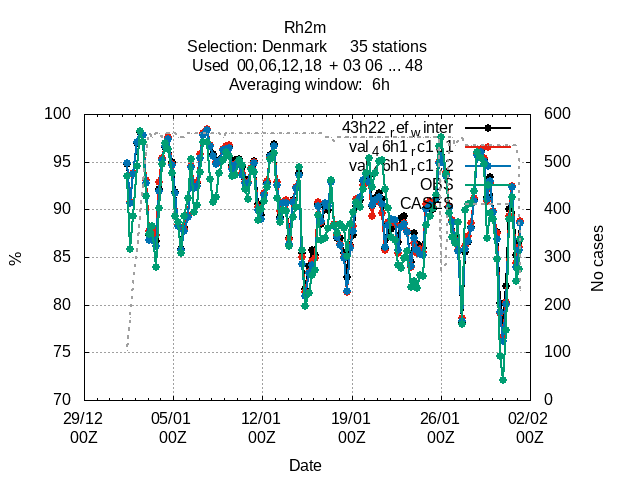 Rh2m
Selection: Denmark 35 stations
Used 00,06,12,18 + 03 06 ... 48
Averaging window: 6h
100
95
90
85
80
75
70
%
600
500
400
300
200
100
0
No cases
43h22ref_winter
OBS
CASES
29/12 05/01 12/01 19/01 26/01 02/02
00Z 00Z 00Z 00Z 00Z 00Z
Date